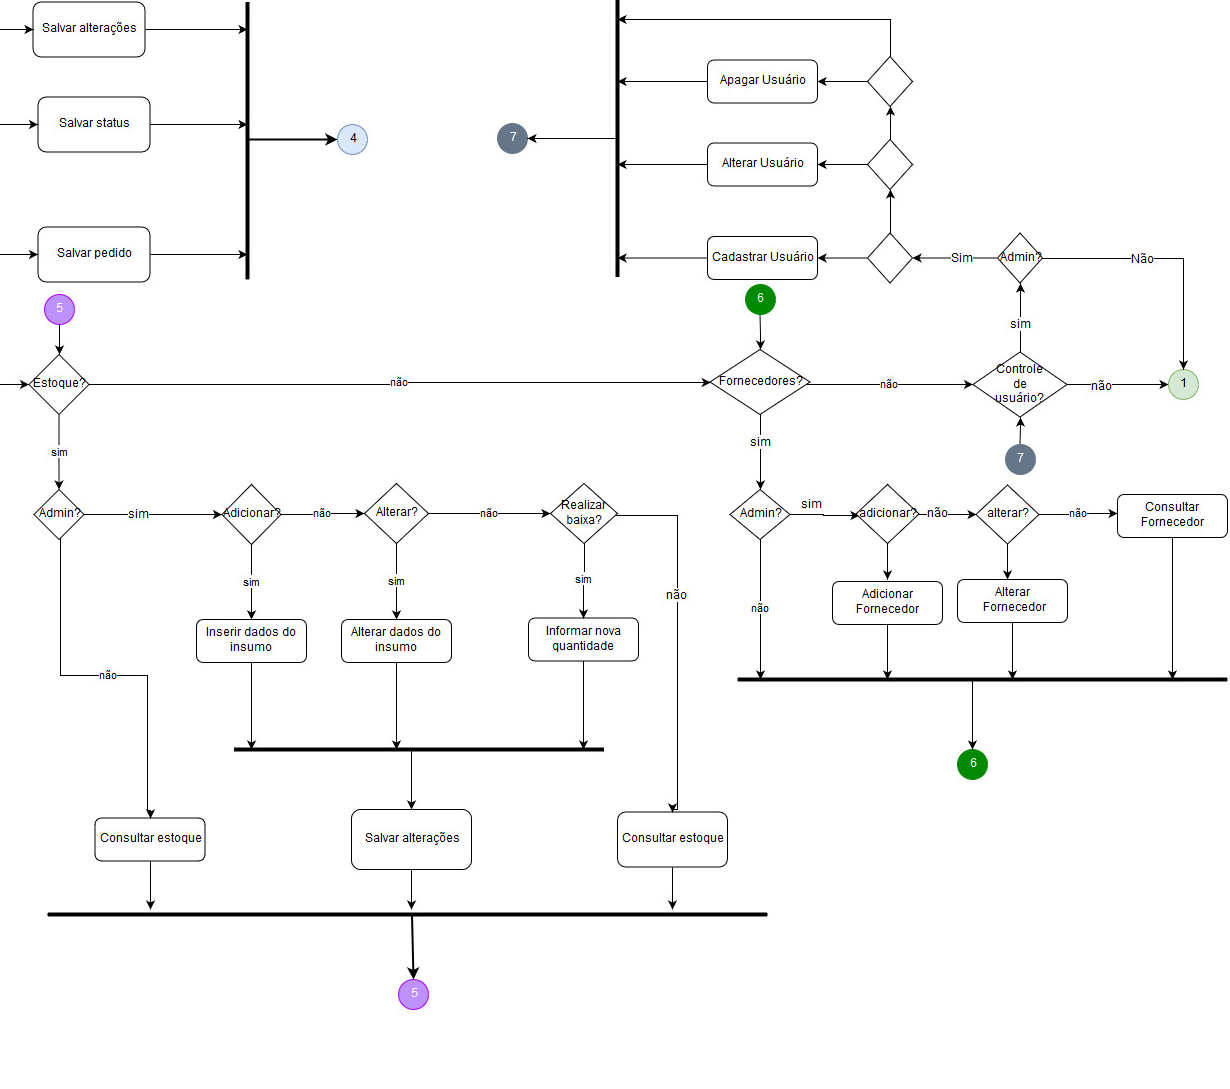 Salvar alterações
Salvar status
4
Salvar pedido
7
Apagar Usuário
Alterar Usuário
Cadastrar Usuário
Sim
Admin?
Não
5
6
sim
Estoque?
não
Fornecedores?
não
Controle
de
usuário?
não
1
sim
sim
7
Admin?
sim
Adicionar?
não
Alterar?
não
Realizar
baixa?
não
Admin?
sim
adicionar?
não
alterar?
não
Consultar
Fornecedor
sim
sim
sim
Inserir dados do
insumo
Alterar dados do
insumo
Informar nova
quantidade
não
Adicionar
Fornecedor
Alterar
Fornecedor
não
6
Consultar estoque
Salvar alterações
Consultar estoque
5